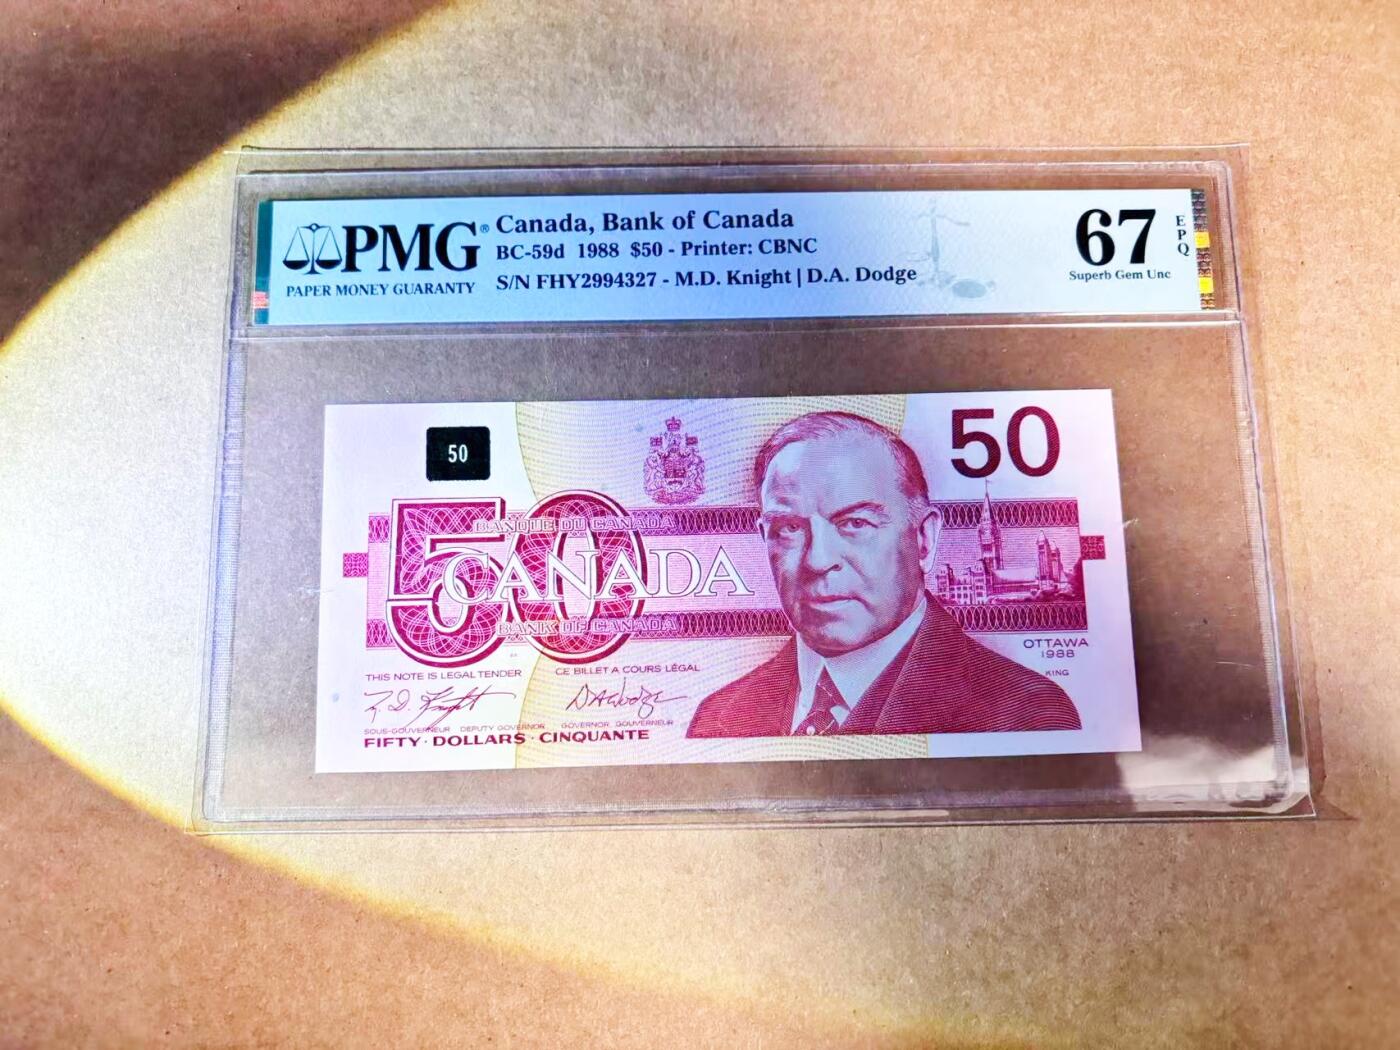 PMG®
PAPER MONEY GUARANTY
Canada, Bank of Canada
BC-59d 1988 $50 - Printer: CBNC
S/N FHY2994327 - M.D. Knight | D.A. Dodge
67
EPQ
Superb Gem Unc
50
50
50
BANQUE DU CANADA
CANADA
BANK OF CANADA
OTTAWA
1988
KING
THIS NOTE IS LEGAL TENDER
CE BILLET A COURS LÉGAL
M. D. Knight
D A Dodge
SOUS-GOUVERNEUR DEPUTY GOVERNOR
GOVERNOR GOUVERNEUR
FIFTY · DOLLARS · CINQUANTE